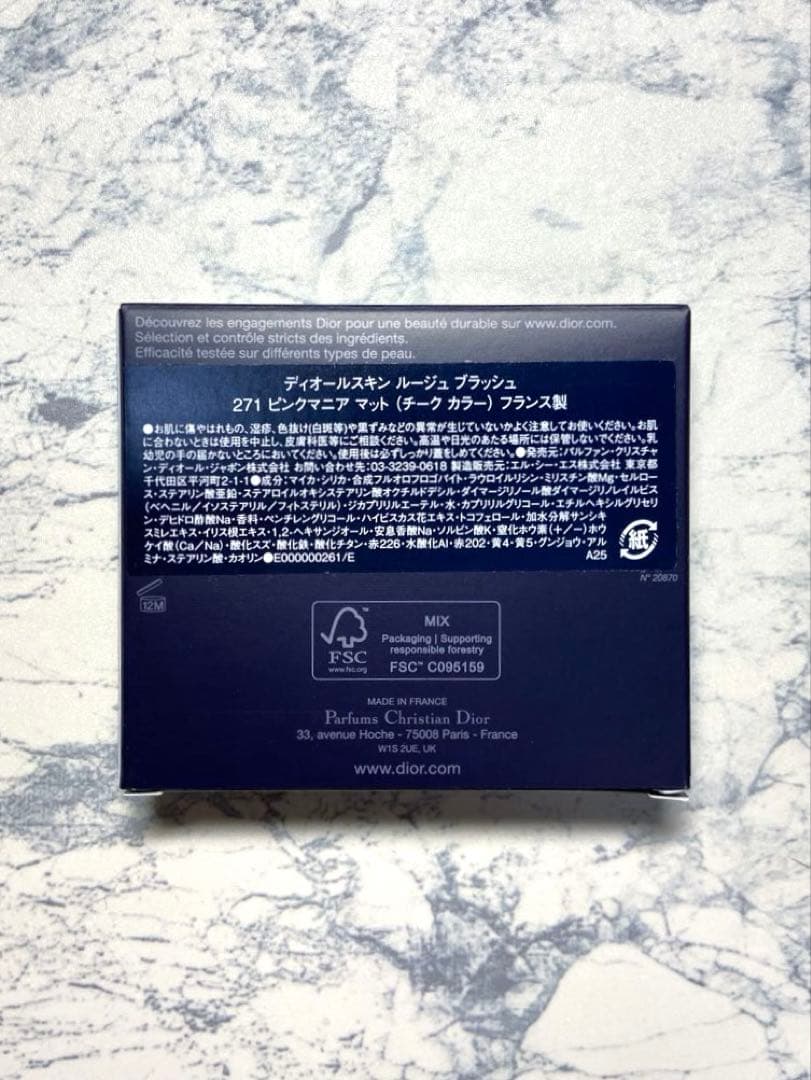 Découvrez les engagements Dior pour une beauté durable sur www.dior.com.
Sélection et contrôle stricts des ingrédients.
Efficacité testée sur différents types de peau.
ディオールスキン ルージュ ブラッシュ
271 ピンクマニア マット (チーク カラー) フランス製
●お肌に傷やはれもの、湿疹、色抜け(白斑等)や黒ずみなどの異常が生じていないかよく注意してお使いください。お肌
に合わないときは使用を中止し、皮膚科医等にご相談ください。高温や日光のあたる場所には保管しないでください。乳
幼児の手の届かないところにおいてください。使用後は必ずしっかり蓋をしめてください。●発売元:パルファン・クリスチャ
ン・ディオール・ジャポン株式会社 お問い合わせ先:03-3239-0618 製造販売元:エル・シー・エス株式会社 東京都
千代田区平河町2-1-1●成分:マイカ・シリカ・合成フルオロフロゴパイト・ラウロイルリシン・ミリスチン酸Mg・セルロー
ス・ステアリン酸亜鉛・ステアロイルオキシステアリン酸オクチルドデシル・ダイマージリノール酸ダイマージリノレイルビス
(ベヘニル/イソステアリル/フィトステリル)・ジカプリリルエーテル・水・カプリリルグリコール・エチルヘキシルグリセリ
ン・デヒドロ酢酸Na・香料・ペンチレングリコール・ハイビスカス花エキス・トコフェロール・加水分解サンシキ
スミレエキス・イリス根エキス・1,2-ヘキサンジオール・安息香酸Na・ソルビン酸K・窒化ホウ素・(+/-)ホウ
ケイ酸(Ca/Na)・酸化スズ・酸化鉄・酸化チタン・赤226・水酸化Al・赤202・黄4・黄5・グンジョウ・アル
ミナ・ステアリン酸・カオリン●E000000261/E
A25
紙
N° 20870
12M
FSC
www.fsc.org
MIX
Packaging | Supporting
responsible forestry
FSC™ C095159
MADE IN FRANCE
Parfums Christian Dior
33, avenue Hoche - 75008 Paris - France
W1S 2UE, UK
www.dior.com